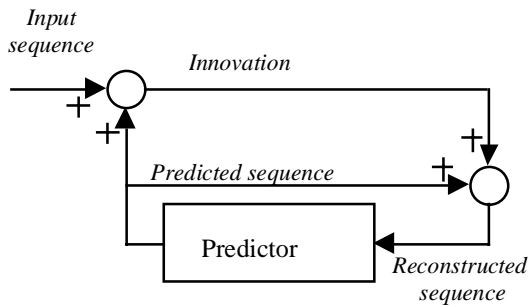 Input
sequence
Innovation
+
+
+
Predicted sequence
+
Predictor
Reconstructed
sequence